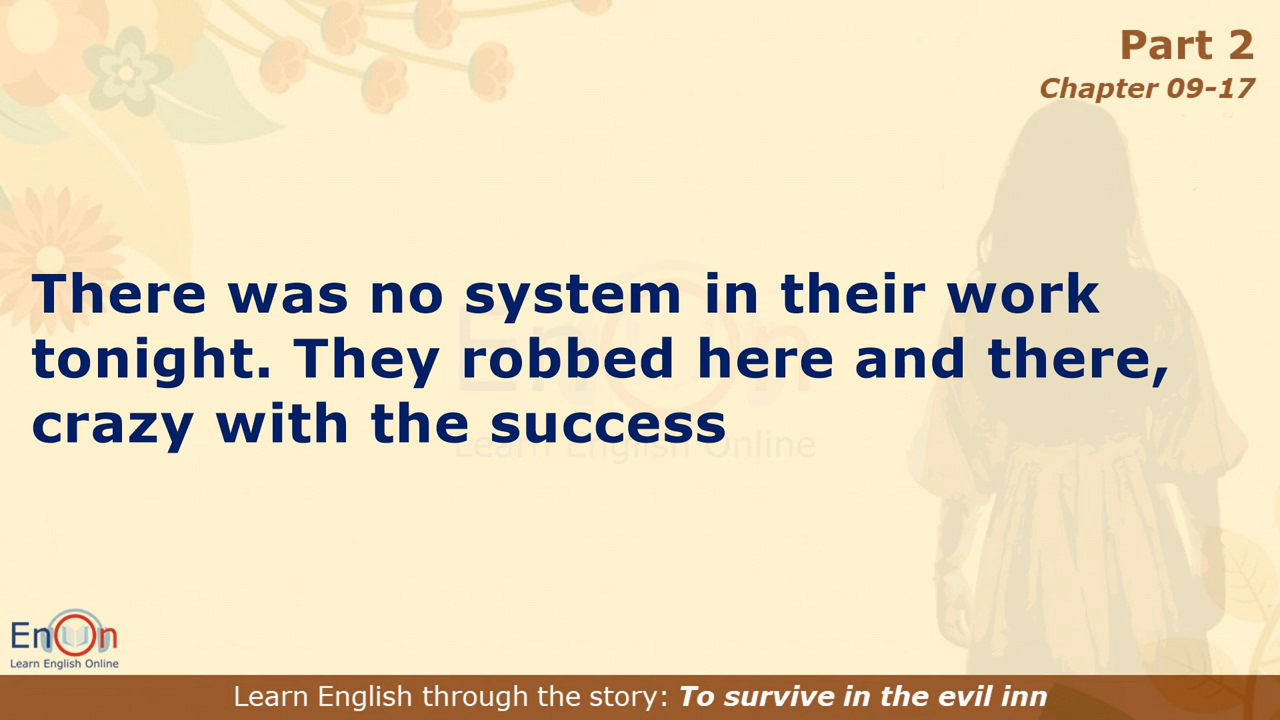 Part 2
Chapter 09-17
There was no system in their work
tonight. They robbed here and there,
crazy with the success
EnOn
Learn English Online
EnOn
Learn English Online
Learn English through the story: To survive in the evil inn